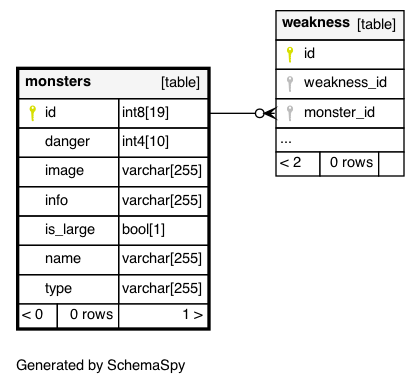 weakness [table]
id
weakness_id
monster_id
...
< 2 0 rows
monsters [table]
id int8[19]
danger int4[10]
image varchar[255]
info varchar[255]
is_large bool[1]
name varchar[255]
type varchar[255]
< 0 0 rows 1 >
Generated by SchemaSpy